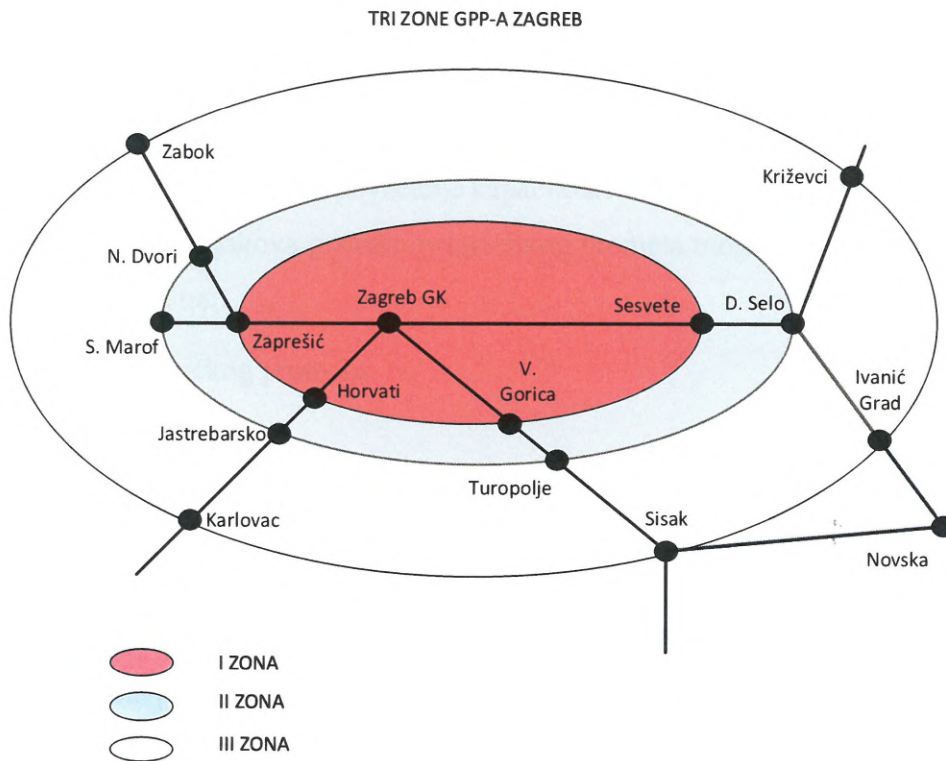 TRI ZONE GPP-A ZAGREB
Zabok
Križevci
N. Dvori
Zagreb GK
Sesvete
D. Selo
S. Marof
Zaprešić
V.
Gorica
Horvati
Ivanić
Grad
Jastrebarsko
Turopolje
Karlovac
Sisak
Novska
I ZONA
II ZONA
III ZONA